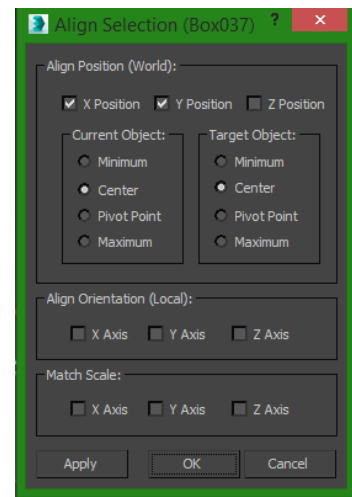 Align Selection (Box037) ? ×
Align Position (World):
X Position Y Position Z Position
Current Object: Target Object:
Minimum Minimum
Center Center
Pivot Point Pivot Point
Maximum Maximum
Align Orientation (Local):
X Axis Y Axis Z Axis
Match Scale:
X Axis Y Axis Z Axis
Apply OK Cancel